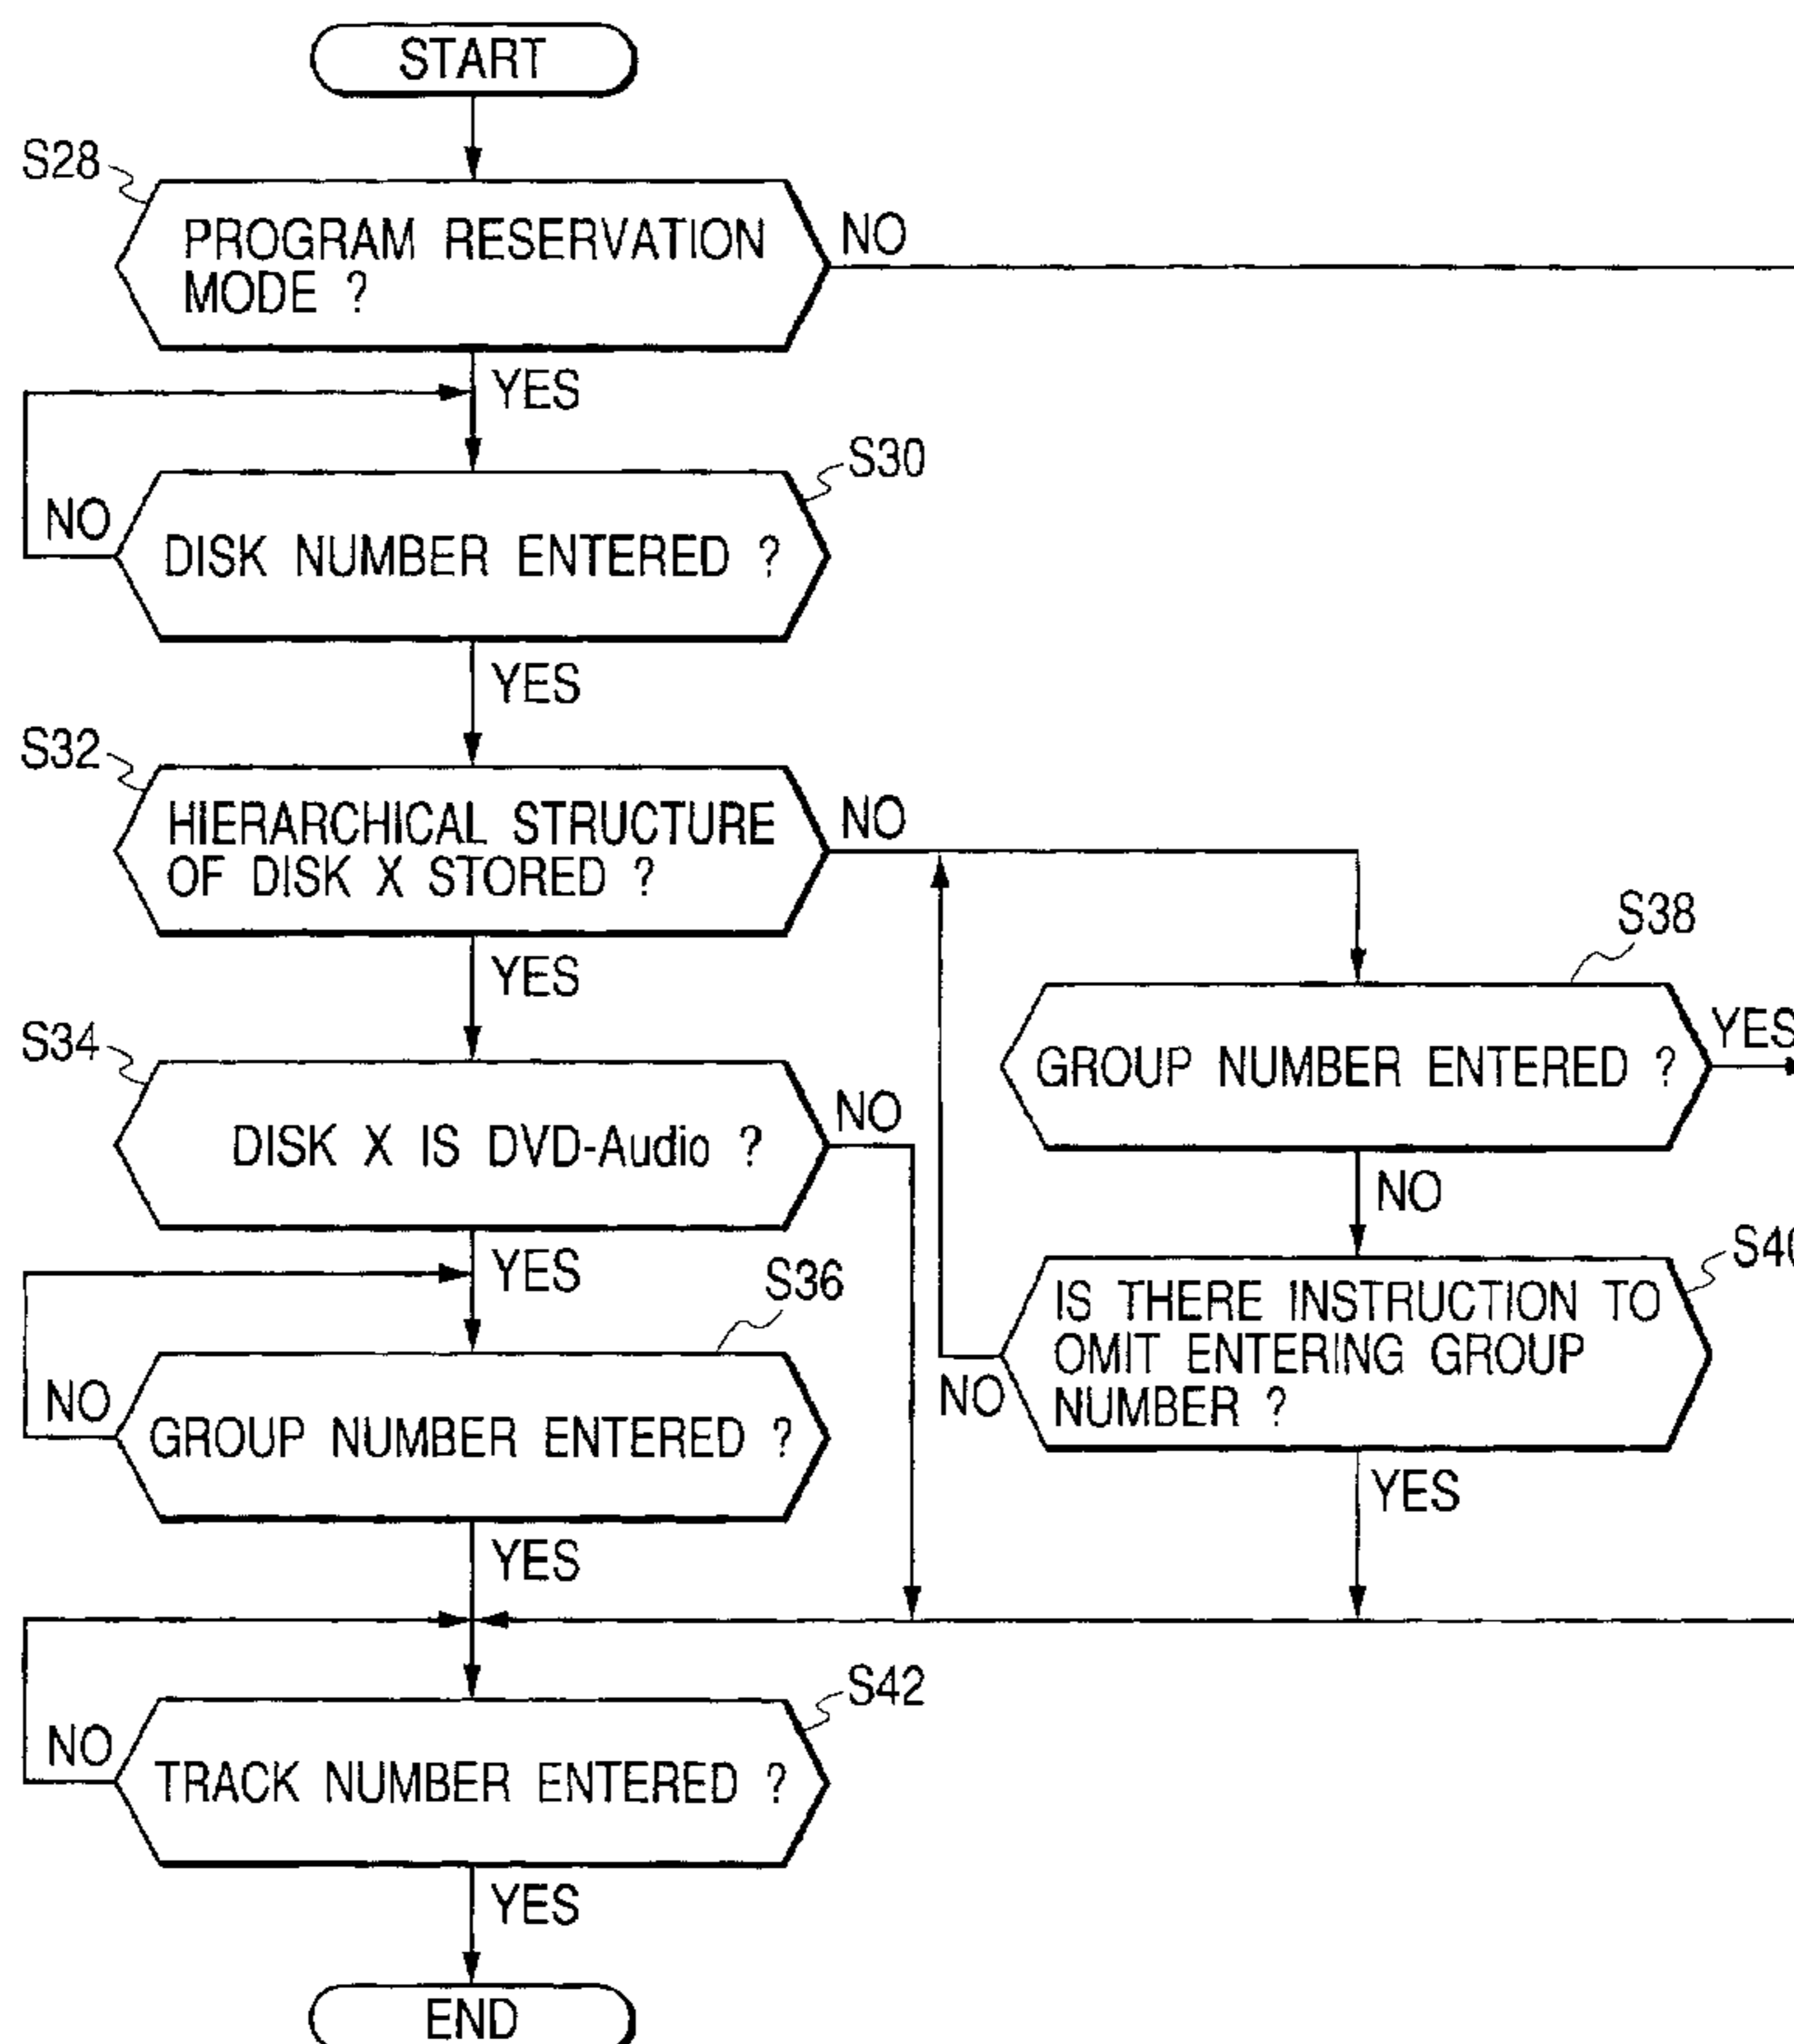 START
S28
PROGRAM RESERVATION
MODE ?
NO
YES
S30
NO
DISK NUMBER ENTERED ?
YES
S32
HIERARCHICAL STRUCTURE
OF DISK X STORED ?
NO
YES
S38
GROUP NUMBER ENTERED ?
YES
NO
S34
DISK X IS DVD-Audio ?
NO
YES
S40
IS THERE INSTRUCTION TO
OMIT ENTERING GROUP
NUMBER ?
NO
YES
S36
NO
GROUP NUMBER ENTERED ?
YES
S42
NO
TRACK NUMBER ENTERED ?
YES
END